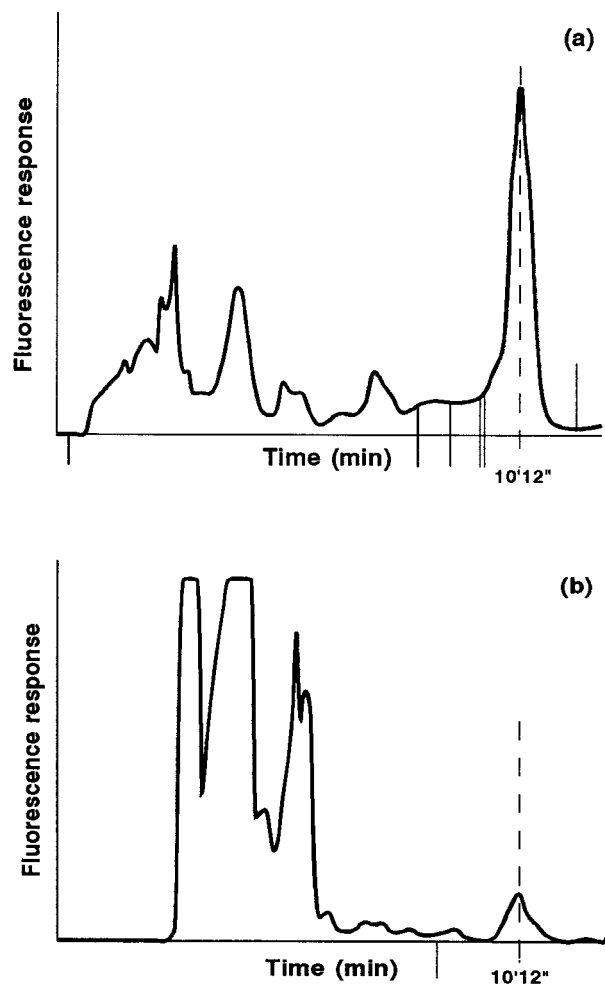 (a)
Fluorescence response
Time (min)
10'12"
(b)
Fluorescence response
Time (min)
10'12"